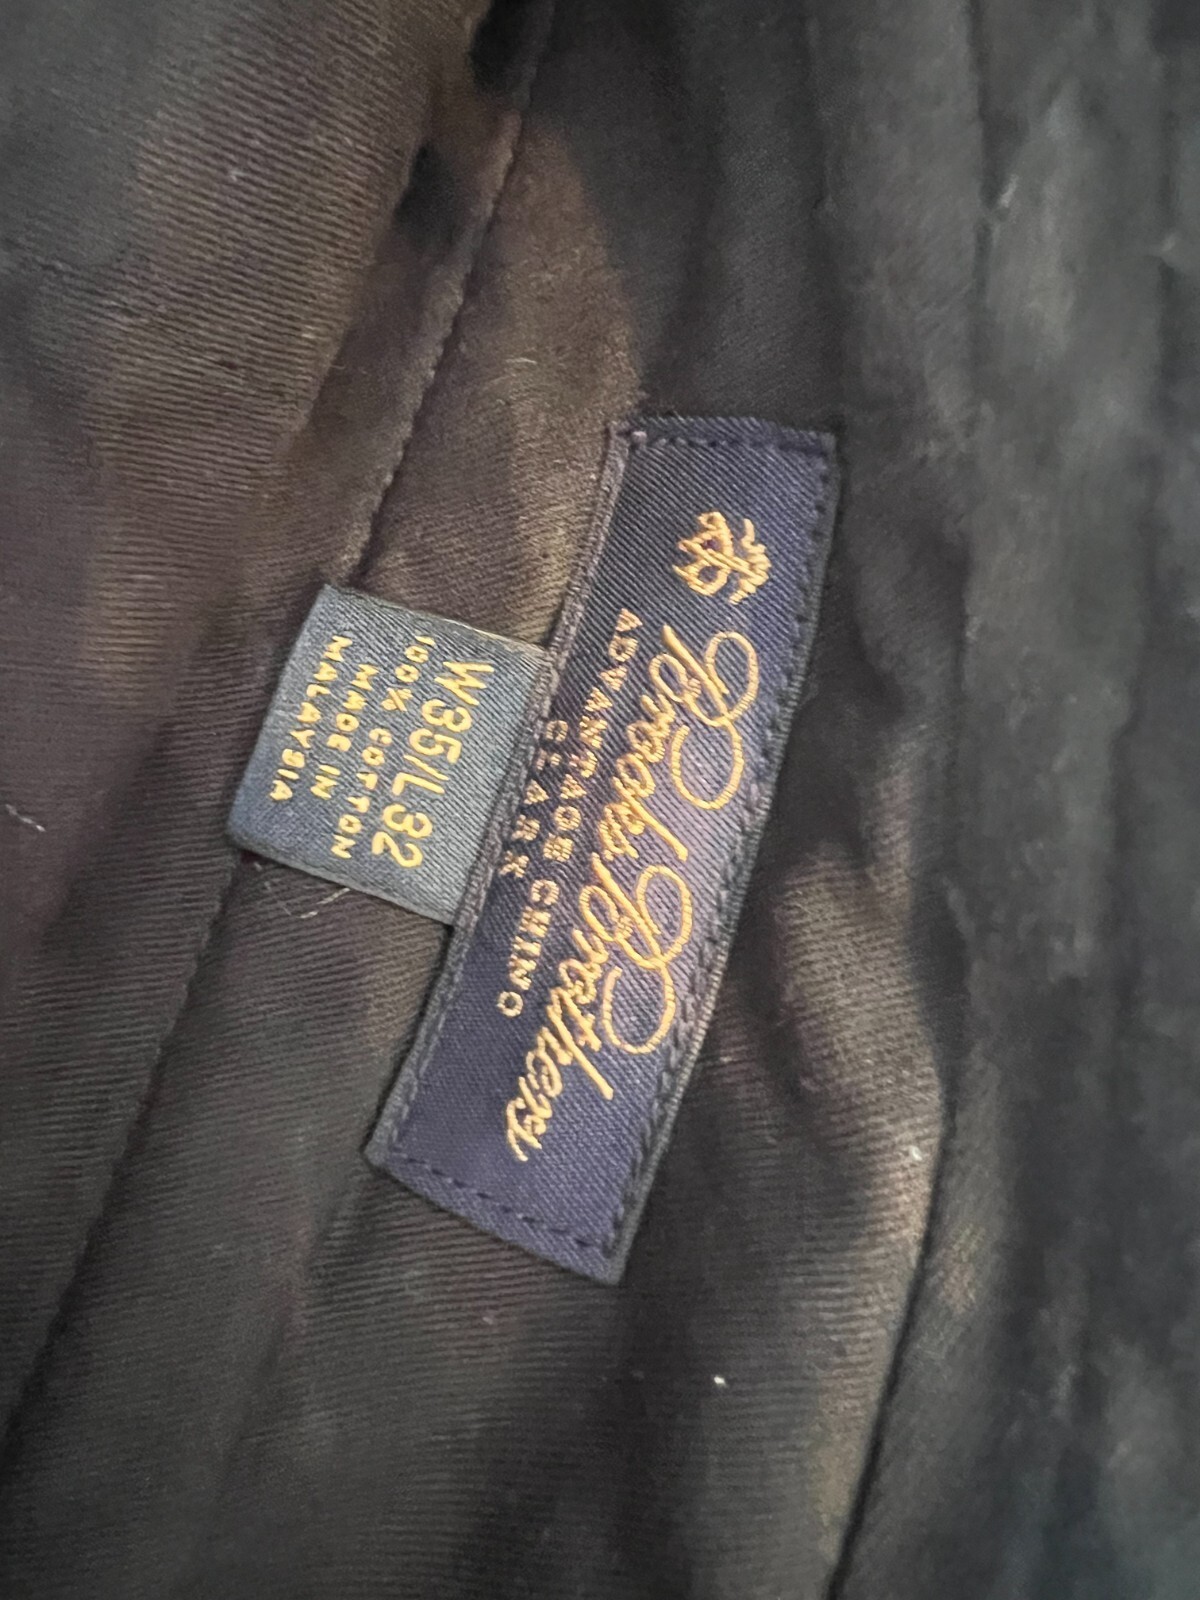 Brooks Brothers
ADVANTAGE CHINO
CLARK
W35/L32
100% COTTON
MADE IN
MALAYSIA